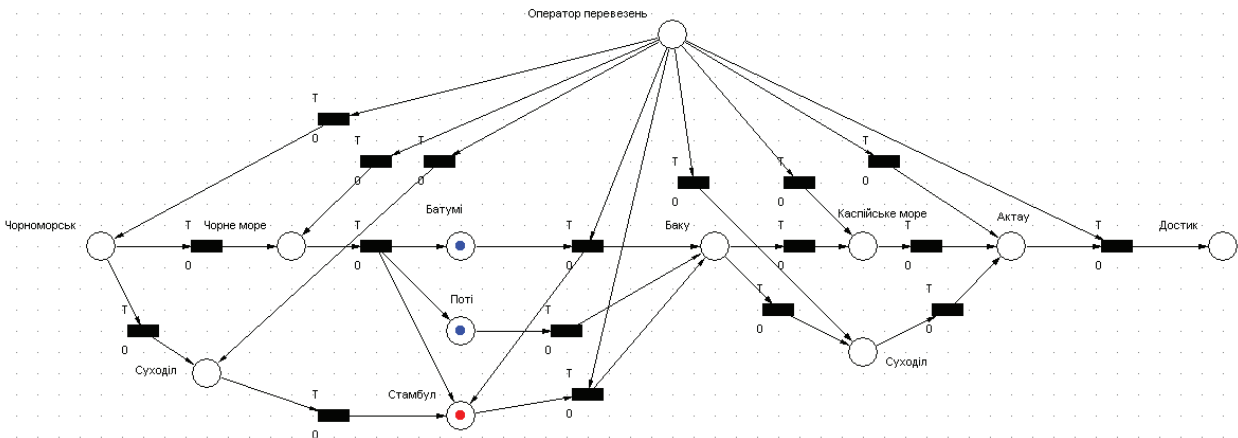 Оператор перевезень
T
0
T
0
T
0
T
0
T
0
T
0
Чорноморськ
T
Чорне море
0
T
0
Батумі
T
0
Баку
T
0
Каспійське море
T
0
Актау
T
0
Достик
Поті
T
0
T
0
T
0
T
0
Суходіл
Суходіл
T
0
Стамбул
T
0